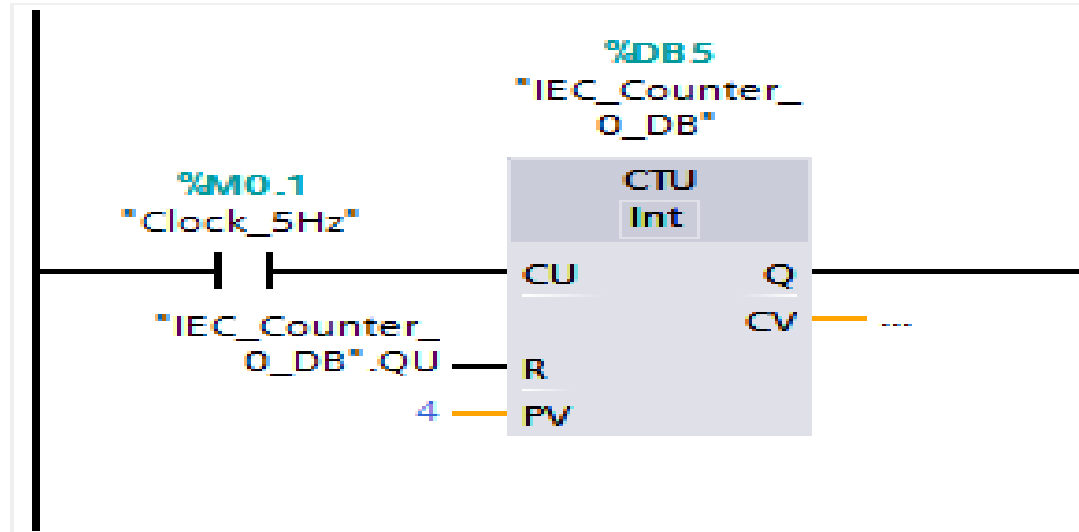 %DB5
"IEC_Counter_
0_DB"
%M0.1
"Clock_5Hz"
CTU
Int
CU
Q
CV
...
"IEC_Counter_
0_DB".QU
R
4
PV